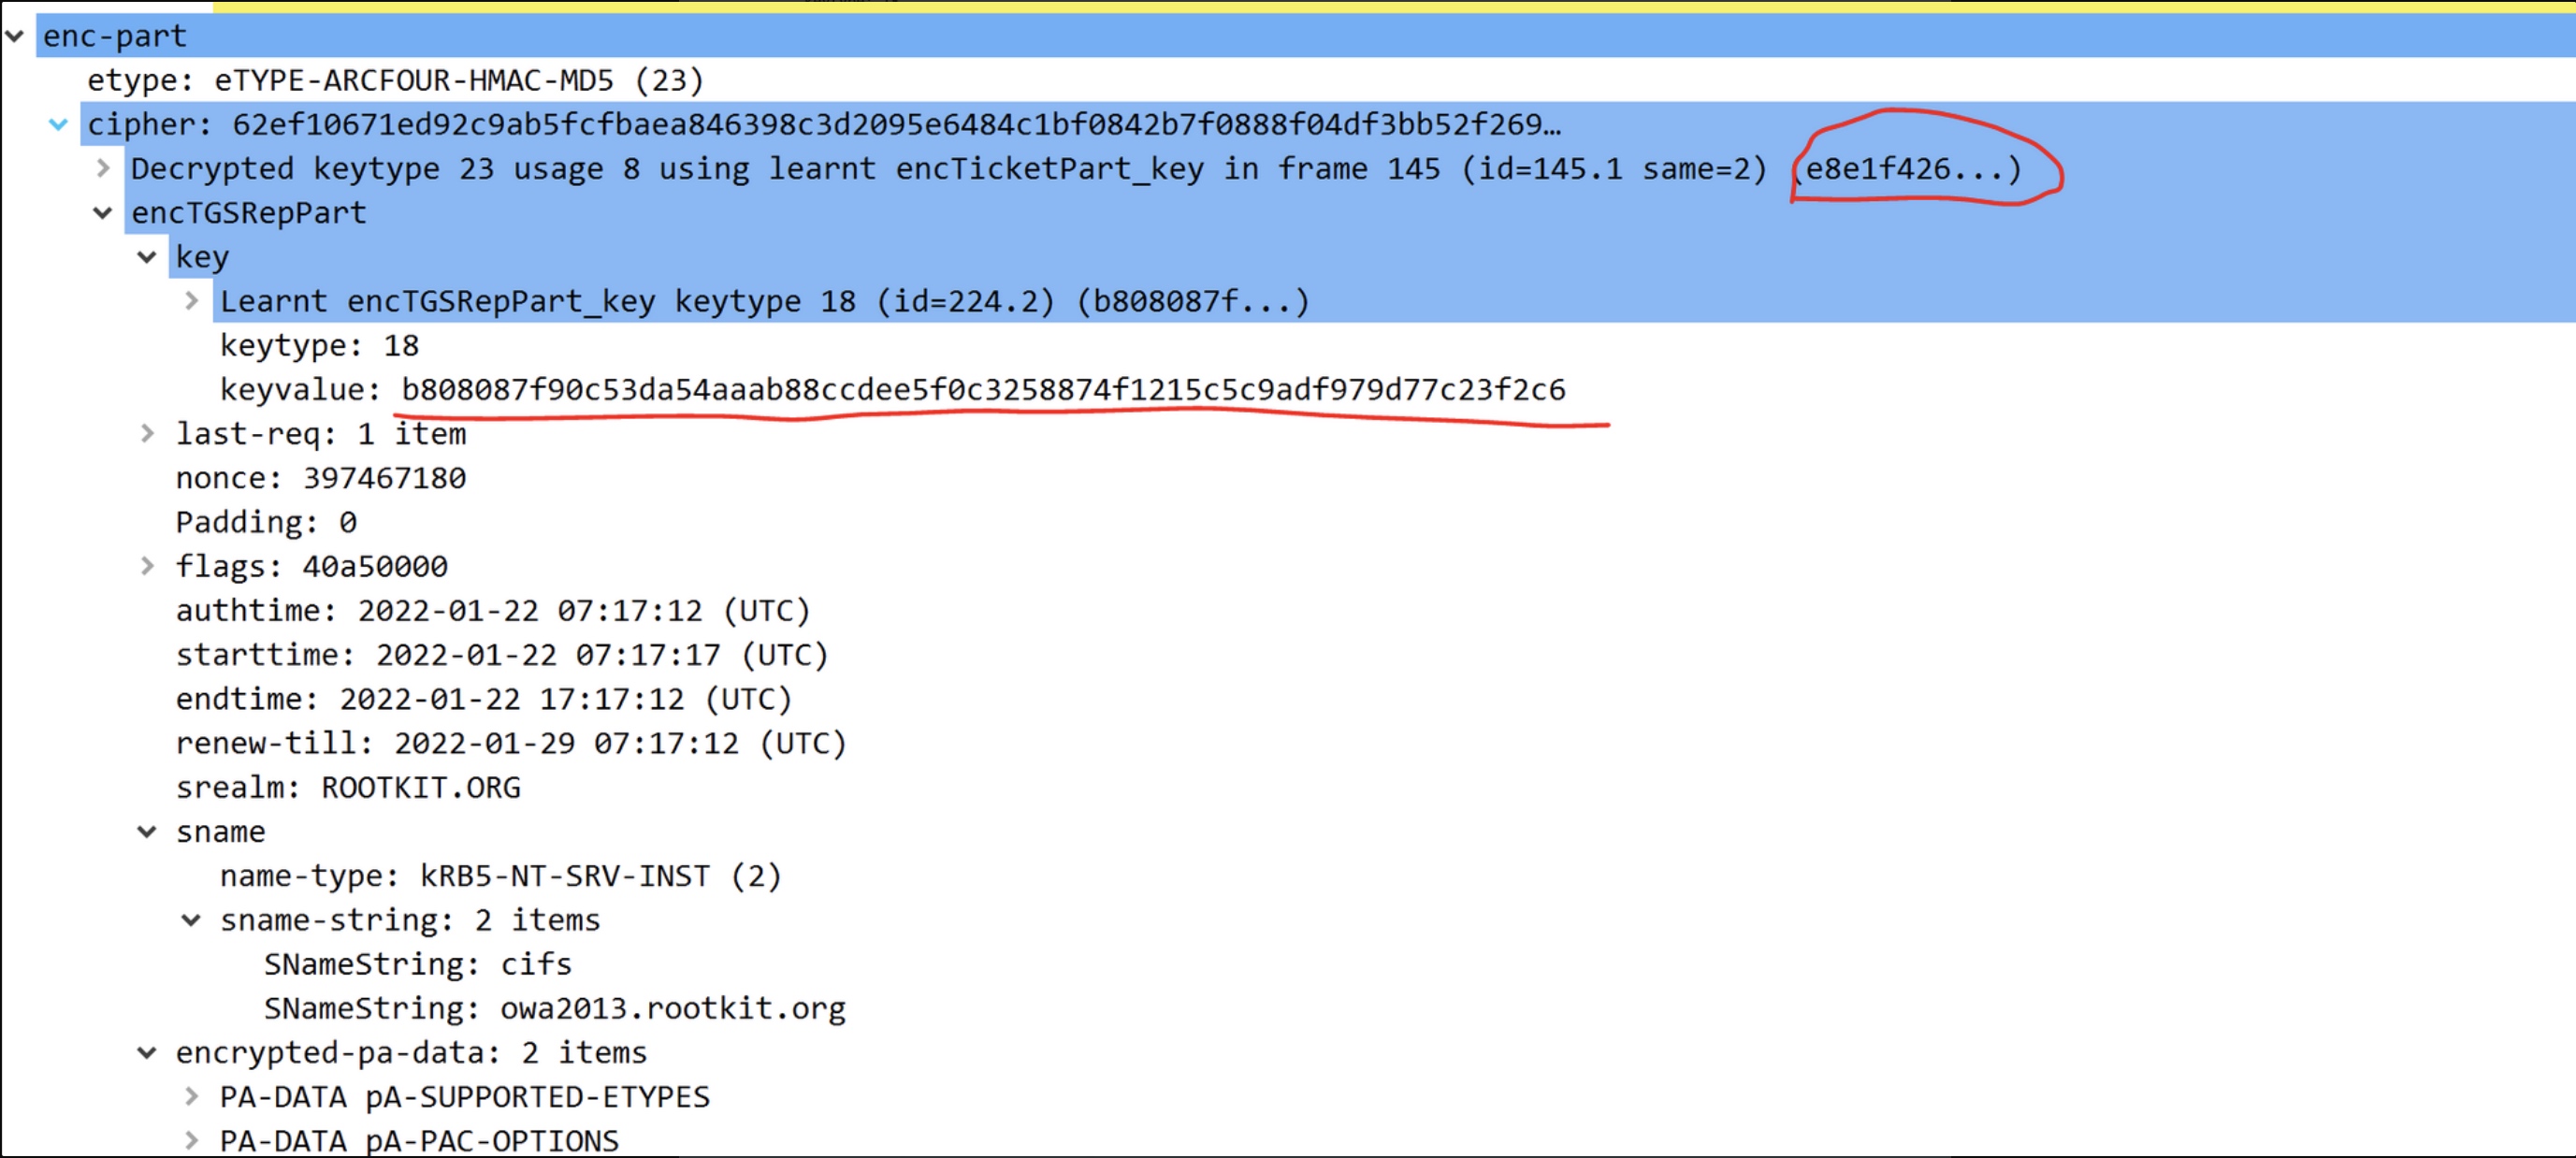 enc-part
etype: eTYPE-ARCFOUR-HMAC-MD5 (23)
cipher: 62ef10671ed92c9ab5fcfbaea846398c3d2095e6484c1bf0842b7f0888f04df3bb52f269…
Decrypted keytype 23 usage 8 using learnt encTicketPart_key in frame 145 (id=145.1 same=2) (e8e1f426...)
encTGSRepPart
key
Learnt encTGSRepPart_key keytype 18 (id=224.2) (b808087f...)
keytype: 18
keyvalue: b808087f90c53da54aaab88ccdee5f0c3258874f1215c5c9adf979d77c23f2c6
last-req: 1 item
nonce: 397467180
Padding: 0
flags: 40a50000
authtime: 2022-01-22 07:17:12 (UTC)
starttime: 2022-01-22 07:17:17 (UTC)
endtime: 2022-01-22 17:17:12 (UTC)
renew-till: 2022-01-29 07:17:12 (UTC)
srealm: ROOTKIT.ORG
sname
name-type: kRB5-NT-SRV-INST (2)
sname-string: 2 items
SNameString: cifs
SNameString: owa2013.rootkit.org
encrypted-pa-data: 2 items
PA-DATA pA-SUPPORTED-ETYPES
PA-DATA pA-PAC-OPTIONS